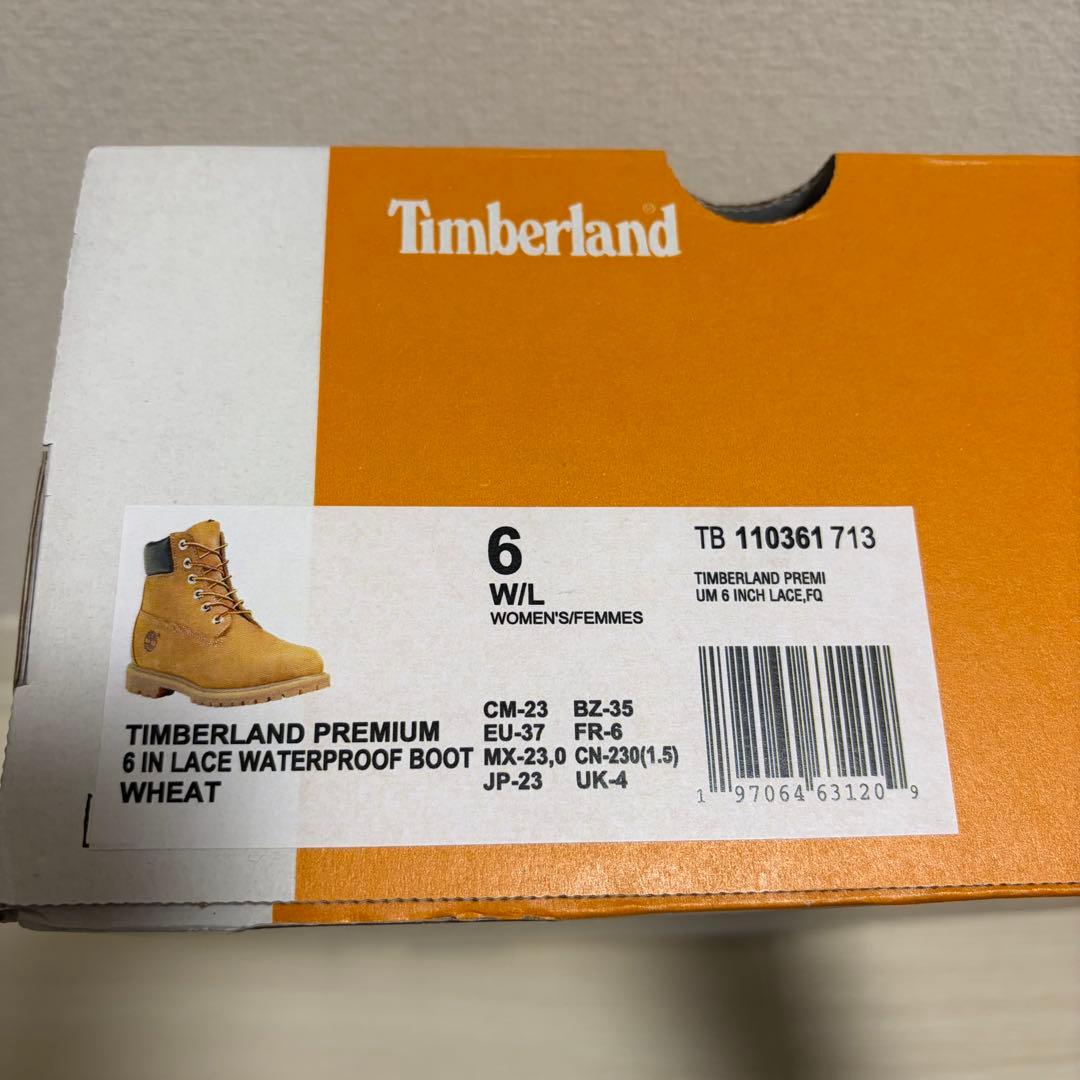 Timberland®
6
W/L
WOMEN'S/FEMMES
TB 110361 713
TIMBERLAND PREMI
UM 6 INCH LACE,FQ
TIMBERLAND PREMIUM
6 IN LACE WATERPROOF BOOT
WHEAT
CM-23 BZ-35
EU-37 FR-6
MX-23,0 CN-230(1.5)
JP-23 UK-4
1 97064 63120 9